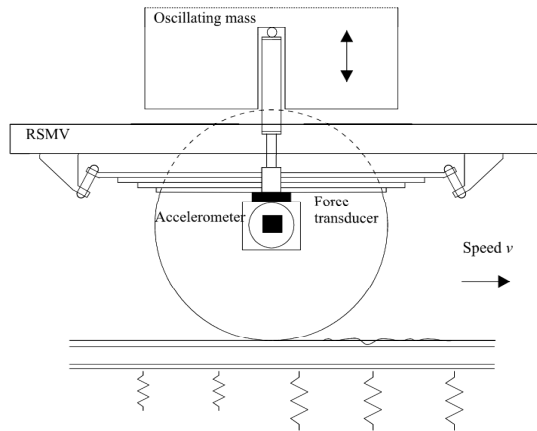 Oscillating mass
RSMV
Accelerometer
Force
transducer
Speed v